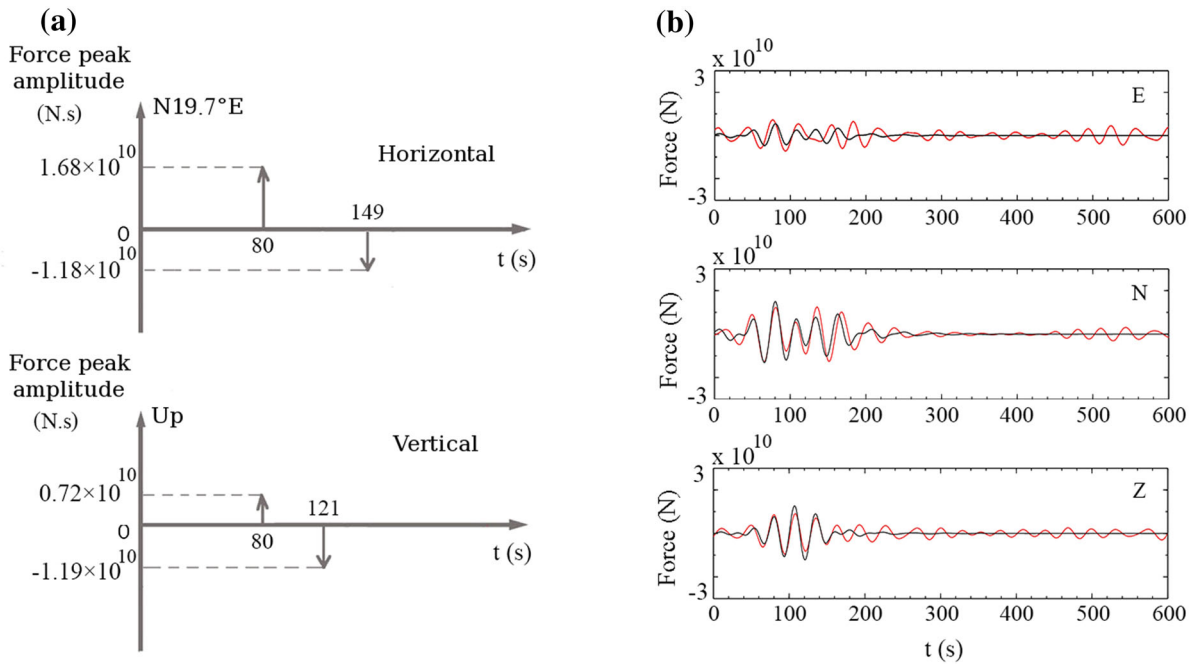 (a)
Force peak
amplitude
(N.s)
N19.7°E
1.68×10^10
Horizontal
149
0
80
-1.18×10^10
t (s)
Force peak
amplitude
(N.s)
Up
Vertical
0.72×10^10
121
0
80
-1.19×10^10
t (s)
(b)
x 10^10
3
E
Force (N)
-3
0 100 200 300 400 500 600
x 10^10
3
N
Force (N)
-3
0 100 200 300 400 500 600
x 10^10
3
Z
Force (N)
-3
0 100 200 300 400 500 600
t (s)